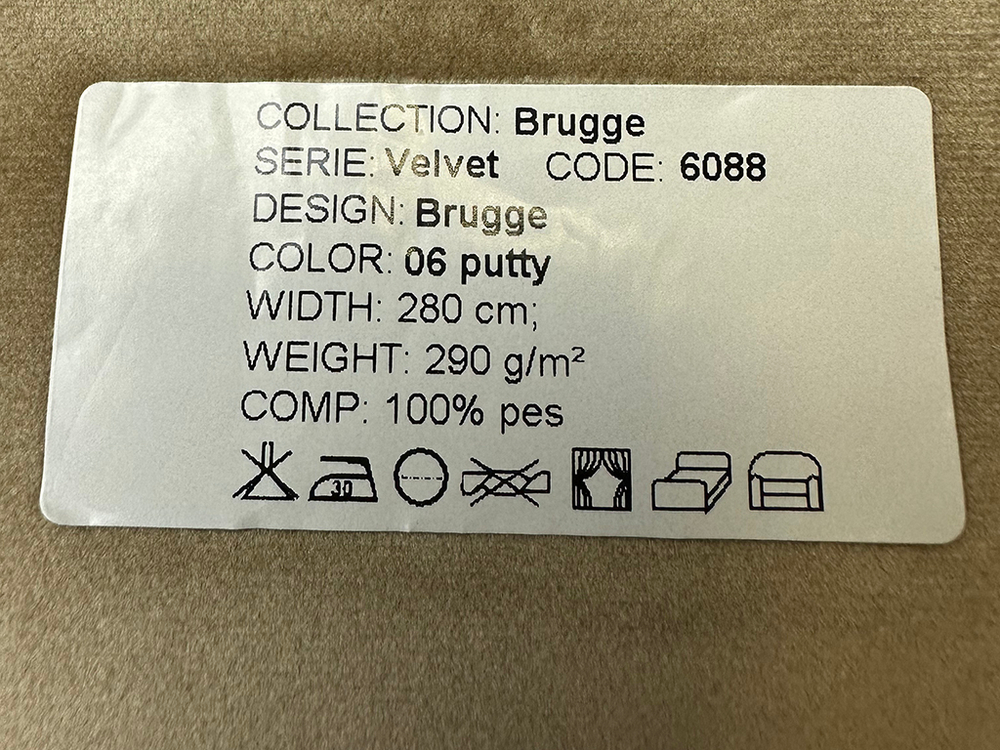 COLLECTION: Brugge
SERIE: Velvet CODE: 6088
DESIGN: Brugge
COLOR: 06 putty
WIDTH: 280 cm;
WEIGHT: 290 g/m²
COMP: 100% pes
30